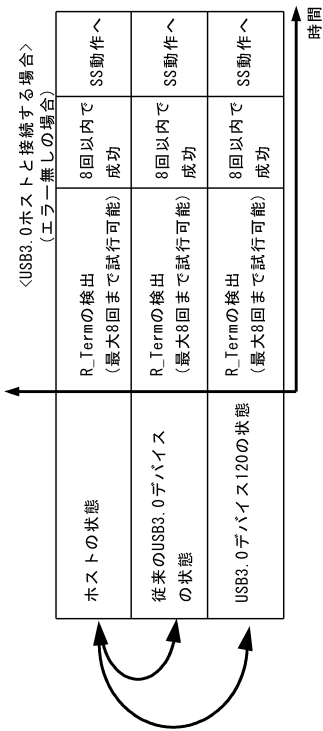 <USB3.0ホストと接続する場合>
(エラー無しの場合)
ホストの状態
R_Termの検出
(最大8回まで試行可能)
8回以内で
成功
SS動作へ
従来のUSB3.0デバイス
の状態
R_Termの検出
(最大8回まで試行可能)
8回以内で
成功
SS動作へ
USB3.0デバイス120の状態
R_Termの検出
(最大8回まで試行可能)
8回以内で
成功
SS動作へ
時間